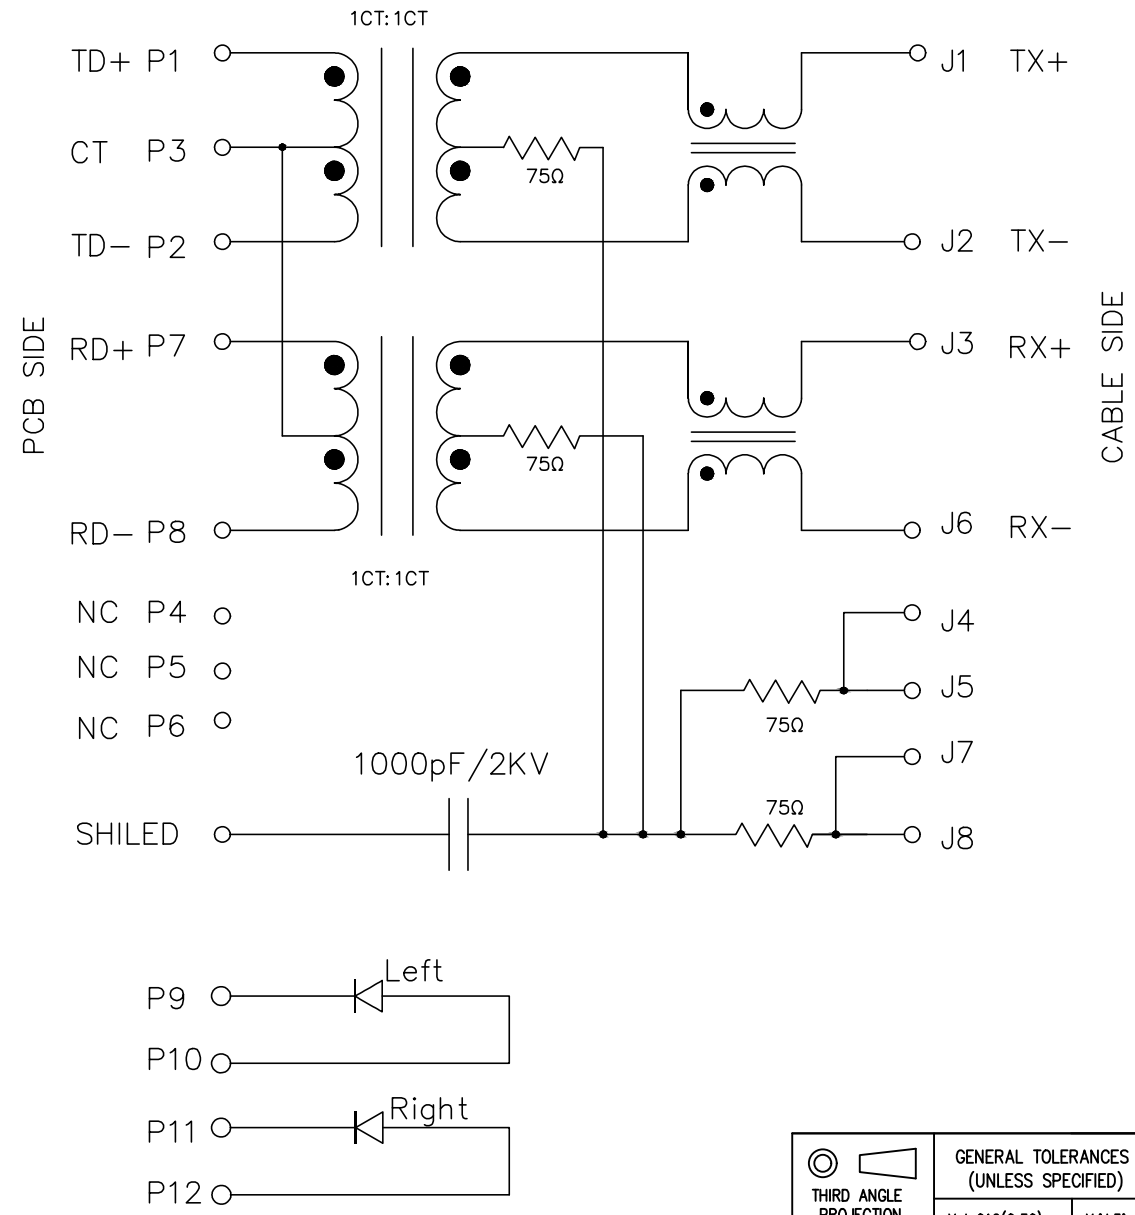 1CT:1CT
TD+ P1
J1 TX+
CT P3
75Ω
TD- P2
J2 TX-
PCB SIDE
CABLE SIDE
RD+ P7
J3 RX+
75Ω
RD- P8
J6 RX-
1CT:1CT
NC P4
J4
NC P5
J5
75Ω
NC P6
J7
1000pF/2KV
75Ω
SHILED
J8
P9
Left
P10
P11
Right
P12
THIRD ANGLE
PROJECTION
GENERAL TOLERANCES
(UNLESS SPECIFIED)